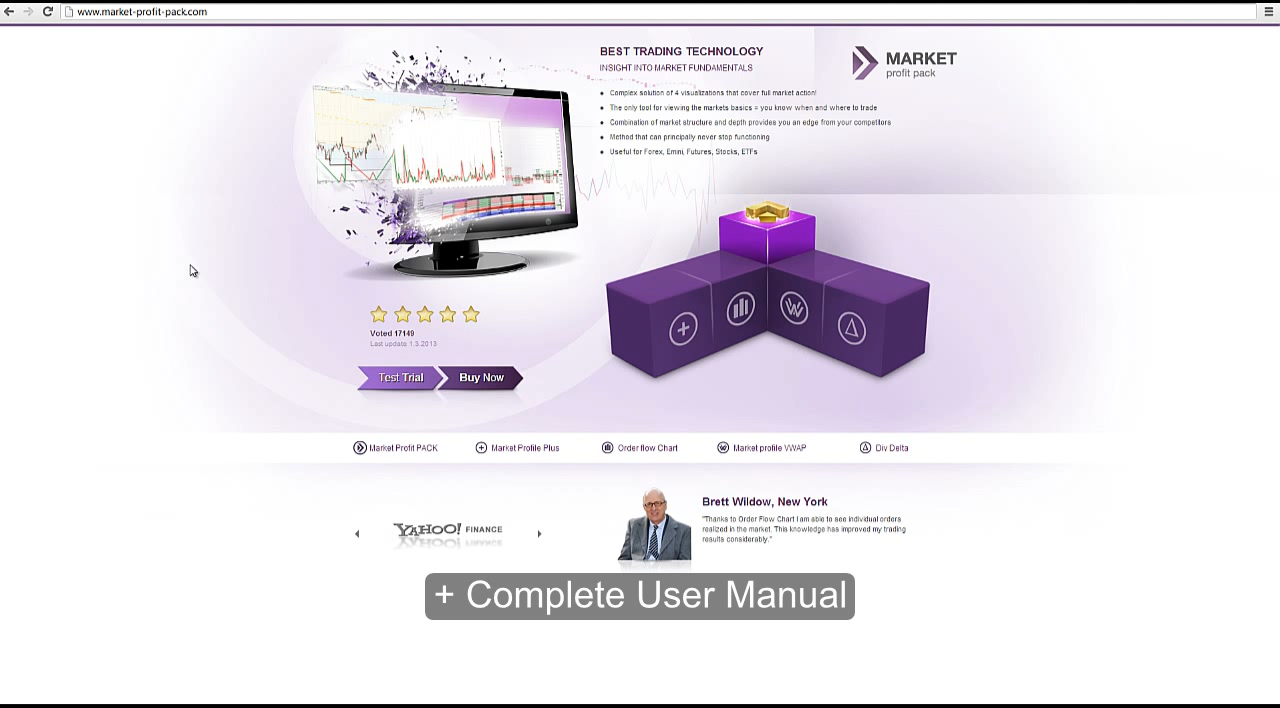 www.market-profit-pack.com
BEST TRADING TECHNOLOGY
INSIGHT INTO MARKET FUNDAMENTALS
MARKET
profit pack
Complex solution of 4 visualizations that cover full market action!
The only tool for viewing the markets basics = you know when and where to trade
Combination of market structure and depth provides you an edge from your competitors
Method that can principally never stop functioning
Useful for Forex, Emini, Futures, Stocks, ETFs
Voted 17149
Last update 1.3.2013
Test Trial
Buy Now
Market Profit PACK
Market Profile Plus
Order flow Chart
Market profile VWAP
Div Delta
YAHOO! FINANCE
Brett Wildow, New York
"Thanks to Order Flow Chart I am able to see individual orders
realized in the market. This knowledge has improved my trading
results considerably."
+ Complete User Manual